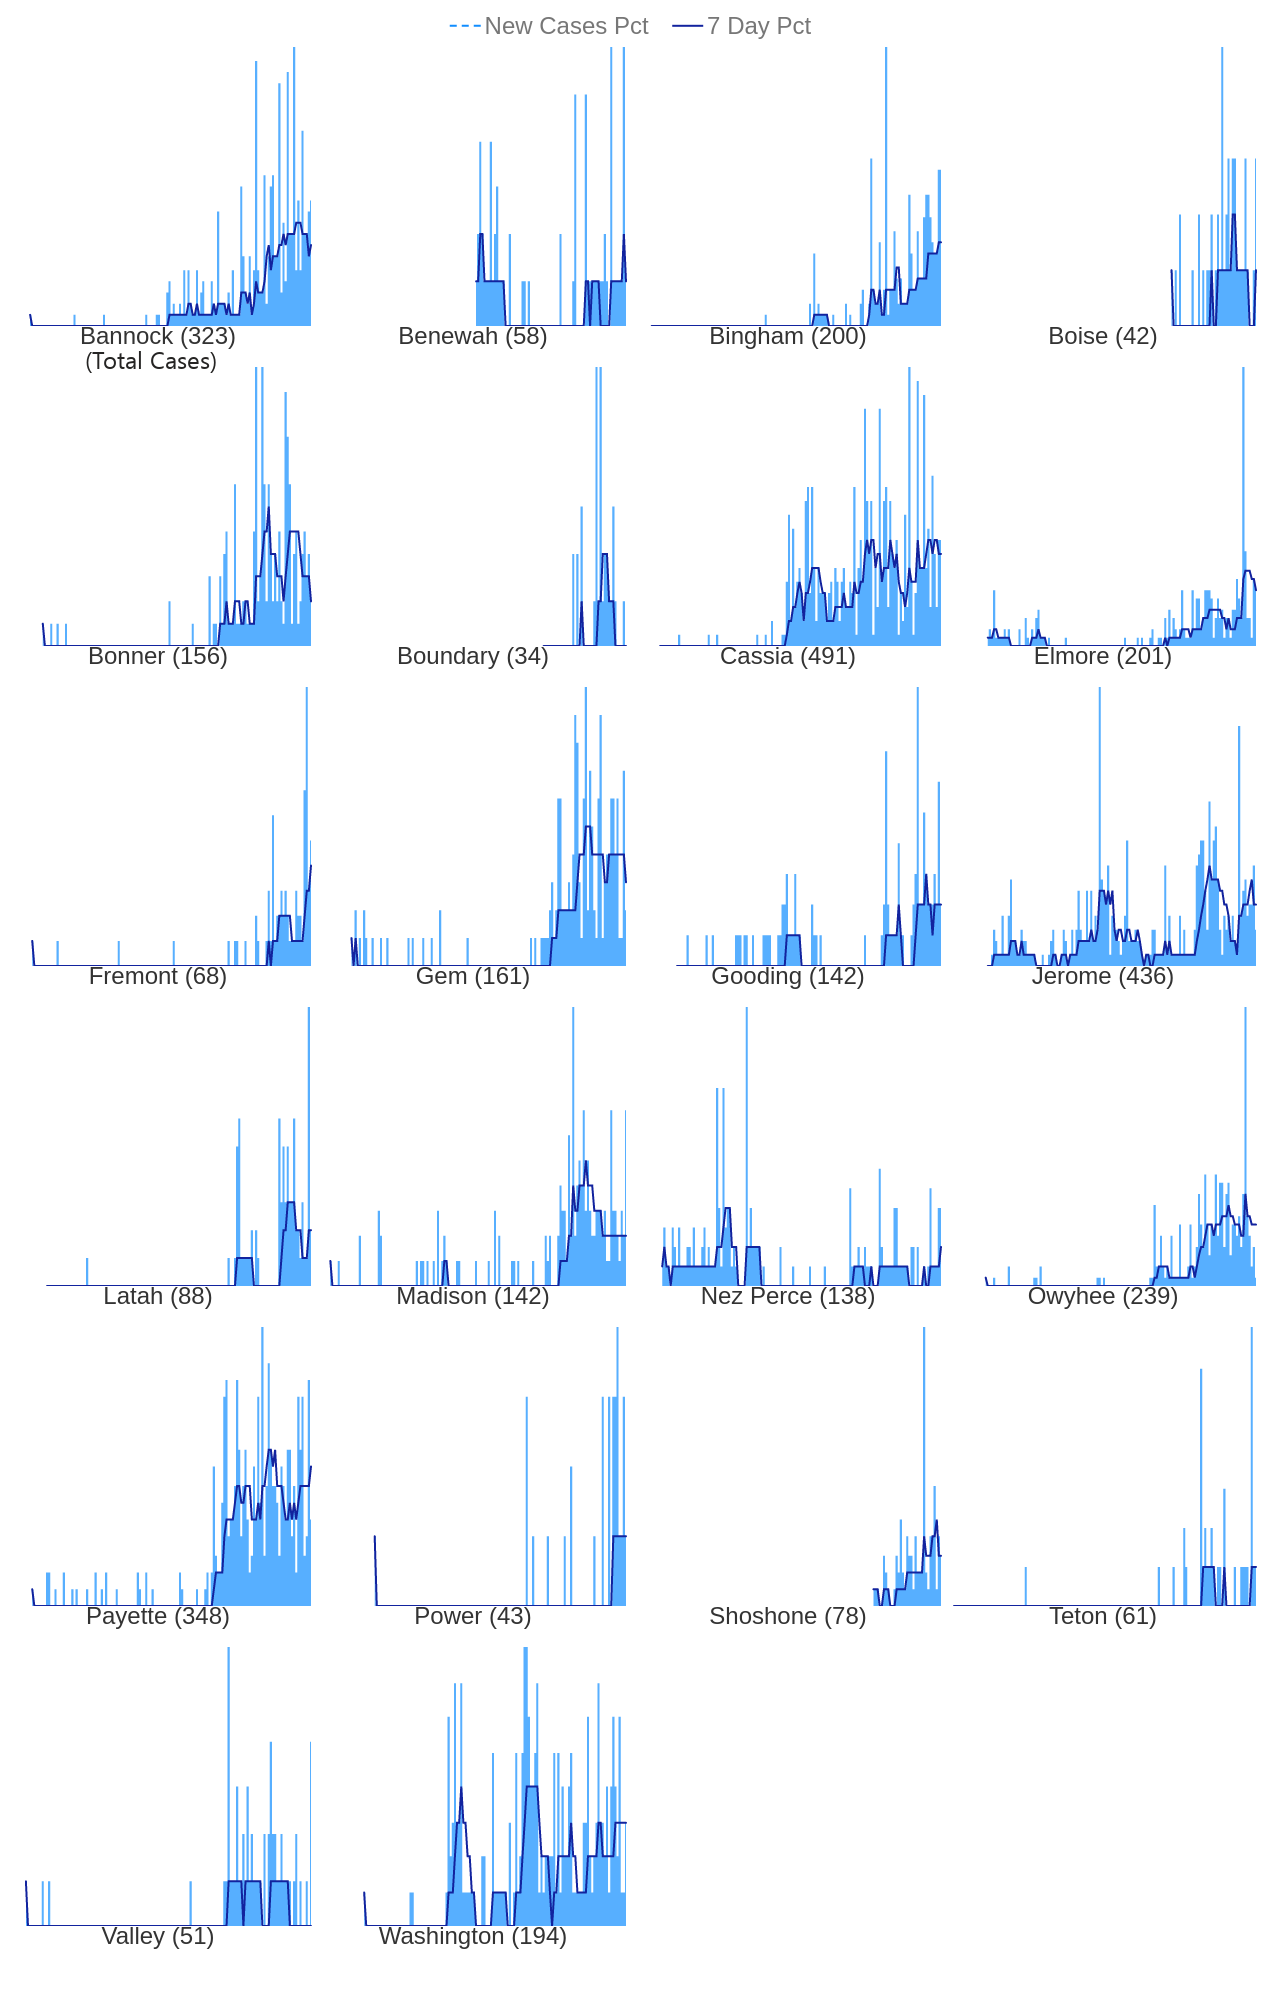 New Cases Pct 7 Day Pct
Bannock (323) Benewah (58) Bingham (200) Boise (42)
(Total Cases)
Bonner (156) Boundary (34) Cassia (491) Elmore (201)
Fremont (68) Gem (161) Gooding (142) Jerome (436)
Latah (88) Madison (142) Nez Perce (138) Owyhee (239)
Payette (348) Power (43) Shoshone (78) Teton (61)
Valley (51) Washington (194)